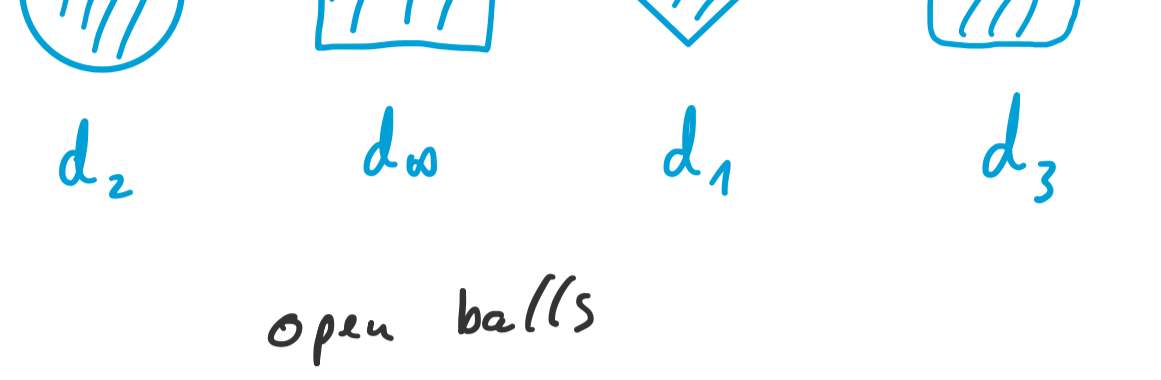 d₂ d∞ d₁ d₃
open balls